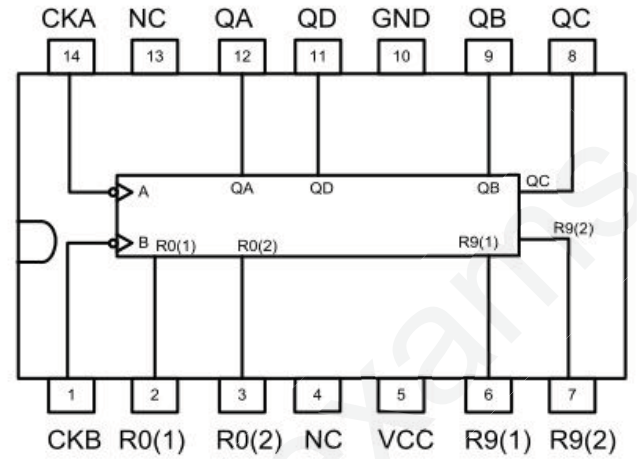 CKA NC QA QD GND QB QC
14 13 12 11 10 9 8
A QA QD QB QC
B R0(1) R0(2) R9(1) R9(2)
1 2 3 4 5 6 7
CKB R0(1) R0(2) NC VCC R9(1) R9(2)
exams